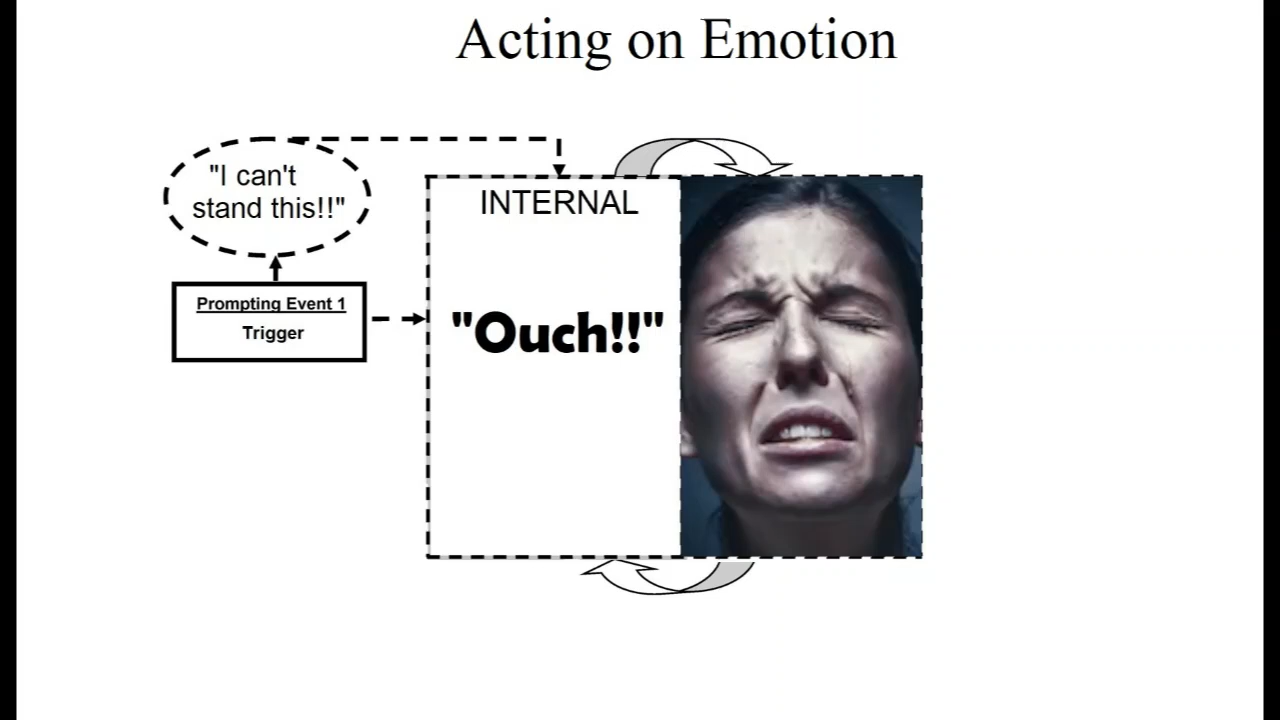 Acting on Emotion
"I can't
stand this!!"
INTERNAL
Prompting Event 1
Trigger
"Ouch!!"